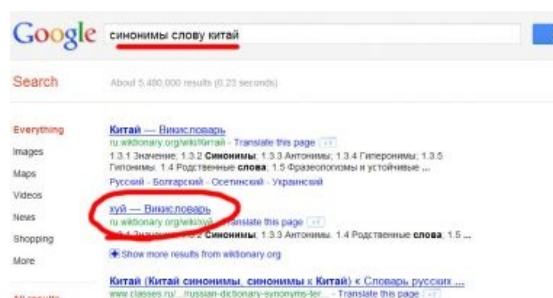 Google синонимы слову китай
Search About 5,480,000 results (0.23 seconds)
Everything
Images
Maps
Videos
News
Shopping
More
Китай — Викисловарь
ru.wiktionary.org/wiki/Китай - Translate this page
1.3.1 Значение; 1.3.2 Синонимы; 1.3.3 Антонимы; 1.3.4 Гиперонимы; 1.3.5
Гипонимы. 1.4 Родственные слова; 1.5 Фразеологизмы и устойчивые ...
Русский - Болгарский - Осетинский - Украинский
хуй — Викисловарь
ru.wiktionary.org/wiki/хуй - Translate this page
Значение; 1.3.2 Синонимы; 1.3.3 Антонимы. 1.4 Родственные слова; 1.5 ...
Show more results from wiktionary.org
Китай (Китай синонимы, синонимы к Китай) к Словарь русских ...
www.classes.ru/.../russian-dictionary-synonyms-ter... - Translate this page